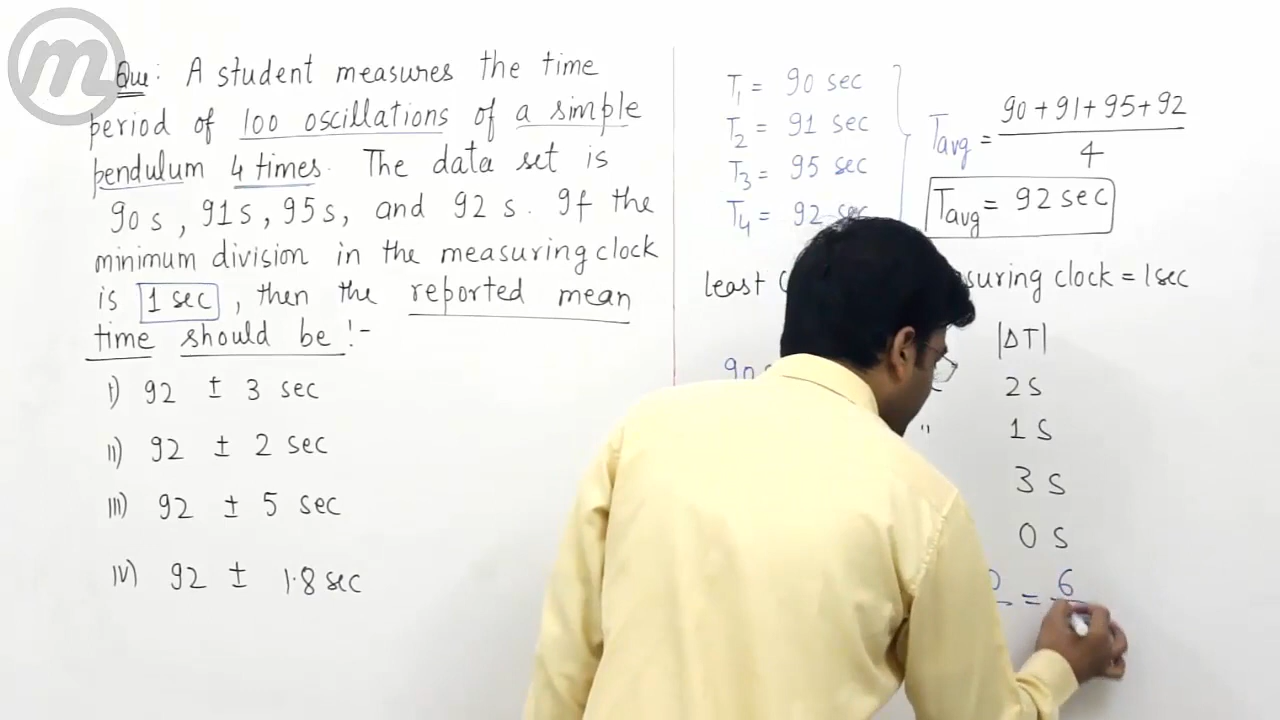 m
Que: A student measures the time
period of 100 oscillations of a simple
pendulum 4 times. The data set is
90 s, 91 s, 95 s, and 92 s. If the
minimum division in the measuring clock
is 1 sec, then the reported mean
time should be !-
i) 92 ± 3 sec
ii) 92 ± 2 sec
iii) 92 ± 5 sec
iv) 92 ± 1.8 sec
T1 = 90 sec
T2 = 91 sec
T3 = 95 sec
T4 = 92 sec
Tavg = 90+91+95+92
4
Tavg = 92 sec
least suring clock = 1 sec
90 |ΔT|
2 S
" 1 S
3 S
0 S
= 6